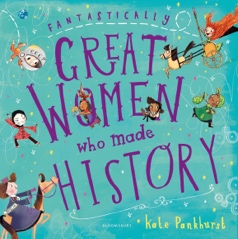 FANTASTICALLY
GREAT
WOMEN
who made
HISTORY
BLOOMSBURY
Kate Pankhurst